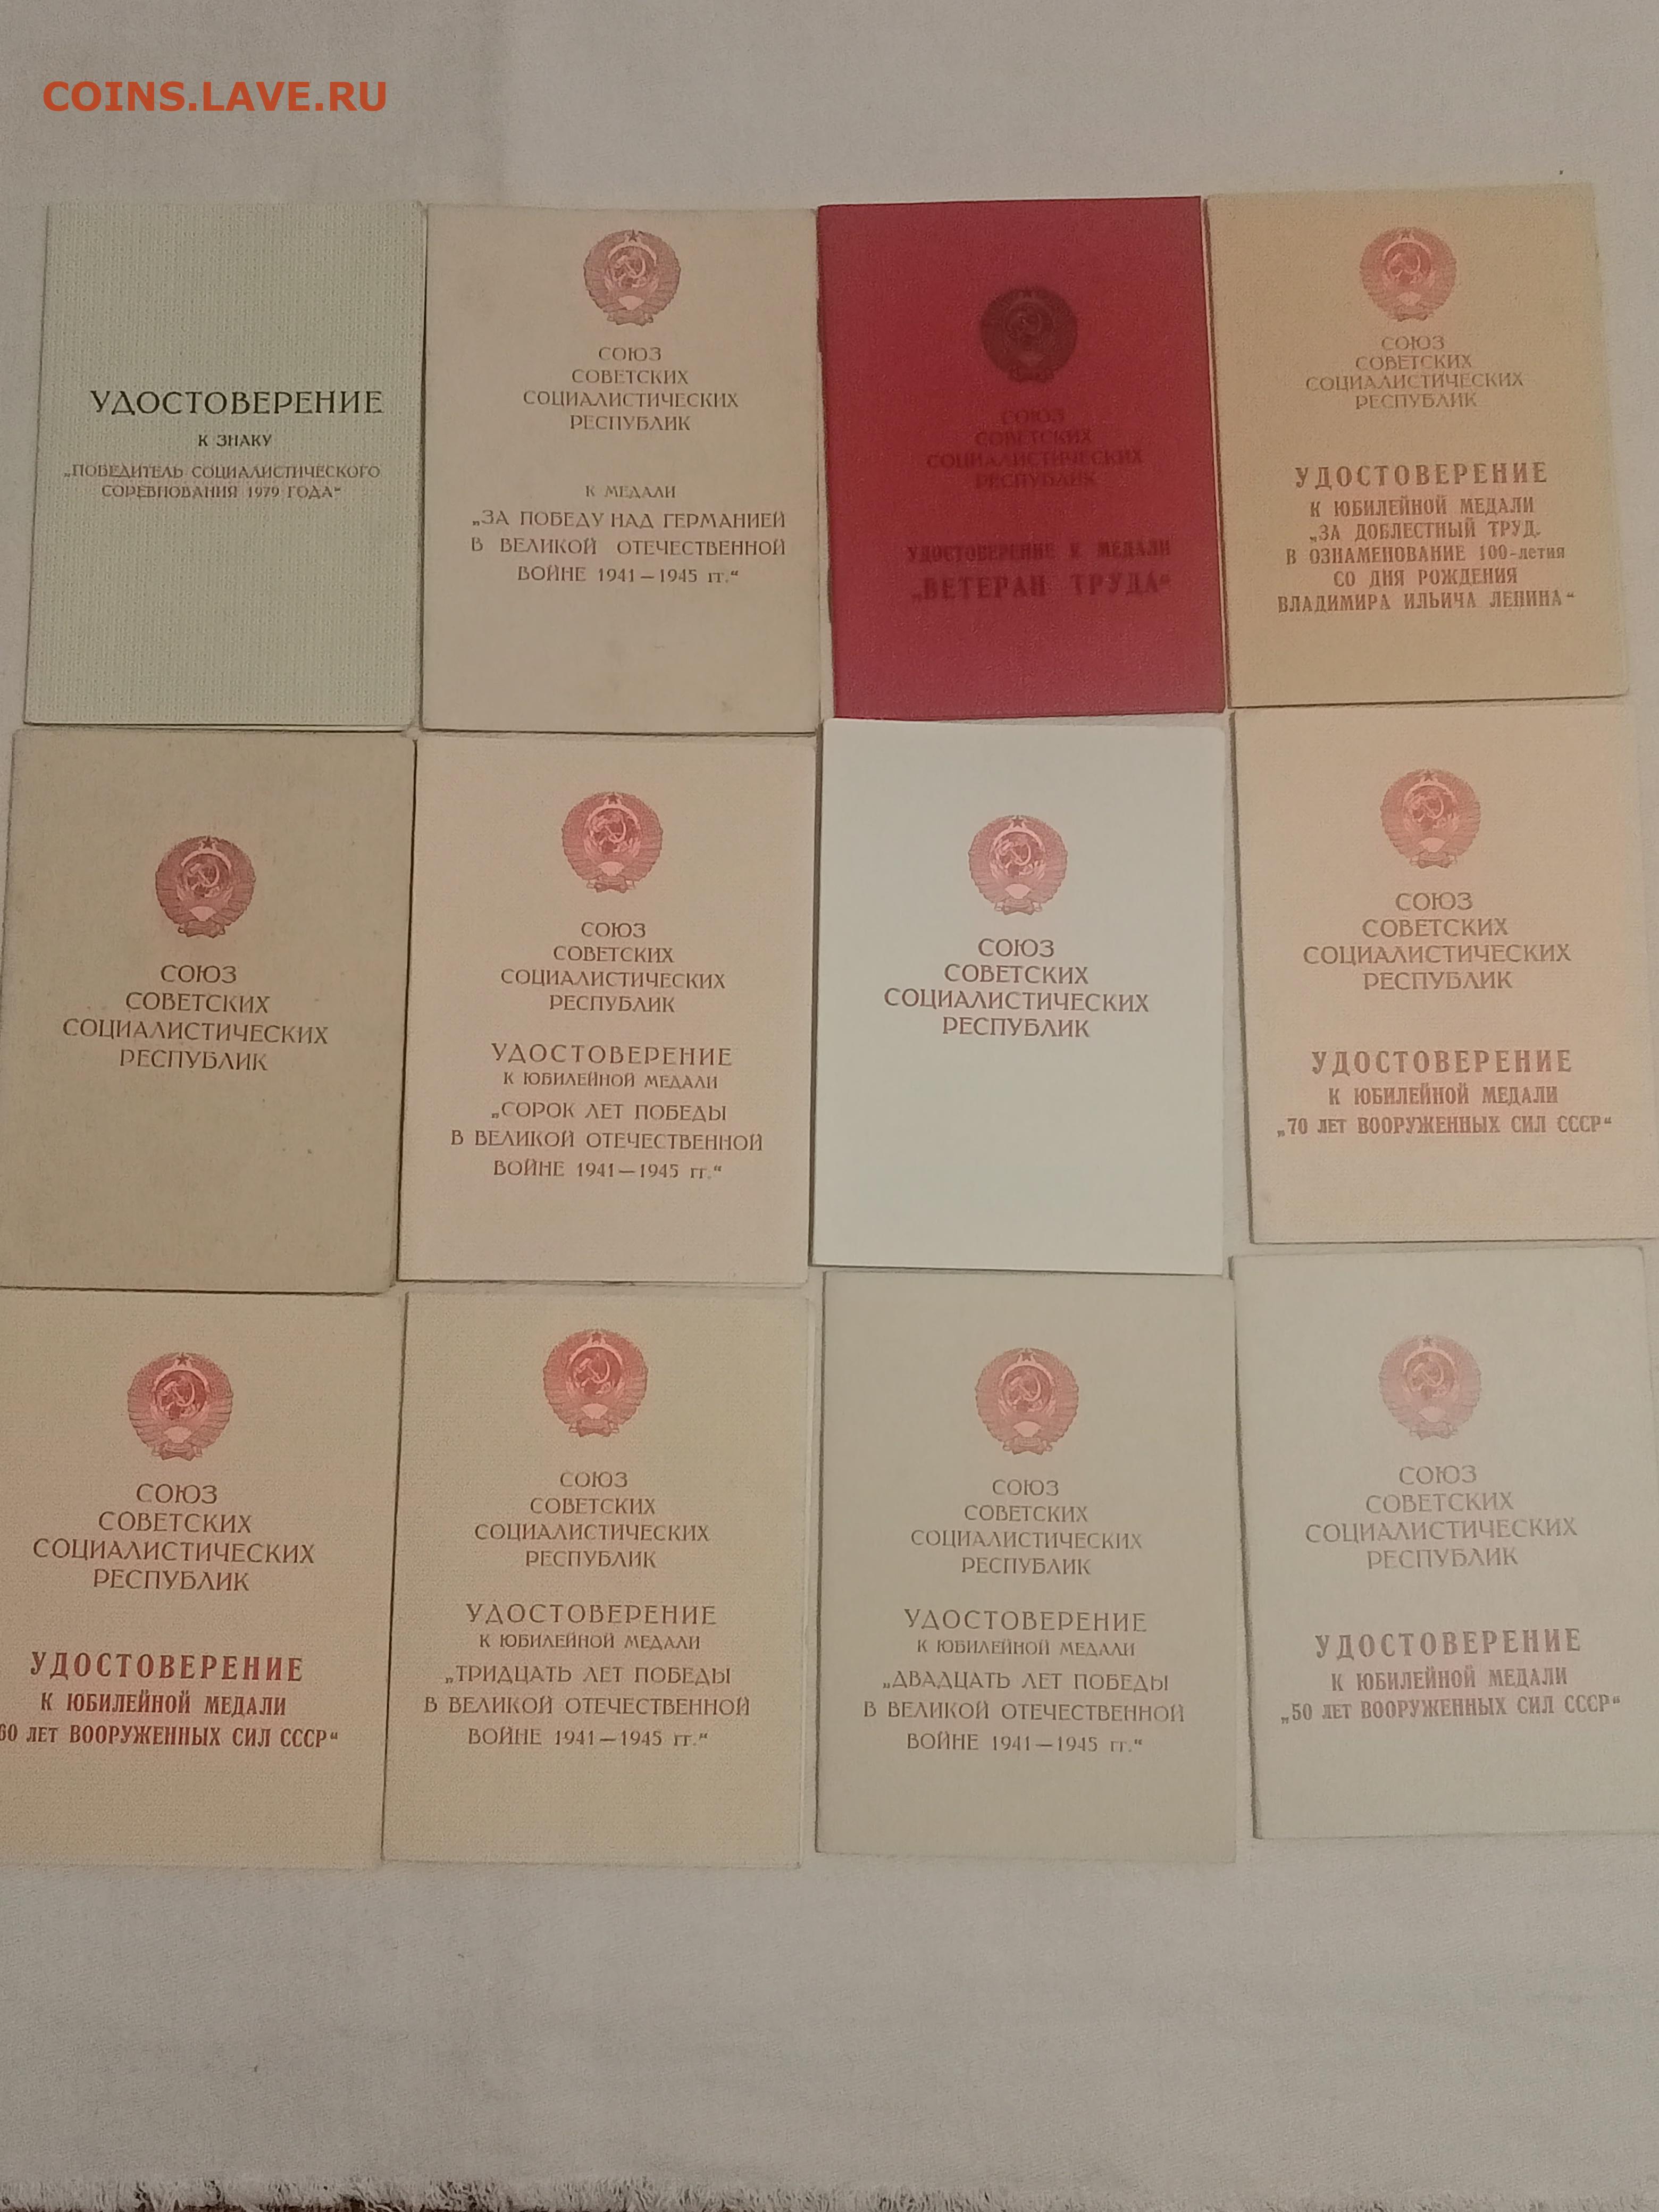 COINS.LAVE.RU
УДОСТОВЕРЕНИЕ
К ЗНАКУ
„ПОБЕДИТЕЛЬ СОЦИАЛИСТИЧЕСКОГО
СОРЕВНОВАНИЯ 1979 ГОДА“
СОЮЗ
СОВЕТСКИХ
СОЦИАЛИСТИЧЕСКИХ
РЕСПУБЛИК
К МЕДАЛИ
„ЗА ПОБЕДУ НАД ГЕРМАНИЕЙ
В ВЕЛИКОЙ ОТЕЧЕСТВЕННОЙ
ВОЙНЕ 1941—1945 гг.“
СОЮЗ
СОВЕТСКИХ
СОЦИАЛИСТИЧЕСКИХ
РЕСПУБЛИК
УДОСТОВЕРЕНИЕ К МЕДАЛИ
„ВЕТЕРАН ТРУДА“
СОЮЗ
СОВЕТСКИХ
СОЦИАЛИСТИЧЕСКИХ
РЕСПУБЛИК
УДОСТОВЕРЕНИЕ
К ЮБИЛЕЙНОЙ МЕДАЛИ
„ЗА ДОБЛЕСТНЫЙ ТРУД.
В ОЗНАМЕНОВАНИЕ 100-летия
СО ДНЯ РОЖДЕНИЯ
ВЛАДИМИРА ИЛЬИЧА ЛЕНИНА“
СОЮЗ
СОВЕТСКИХ
СОЦИАЛИСТИЧЕСКИХ
РЕСПУБЛИК
СОЮЗ
СОВЕТСКИХ
СОЦИАЛИСТИЧЕСКИХ
РЕСПУБЛИК
УДОСТОВЕРЕНИЕ
К ЮБИЛЕЙНОЙ МЕДАЛИ
„СОРОК ЛЕТ ПОБЕДЫ
В ВЕЛИКОЙ ОТЕЧЕСТВЕННОЙ
ВОЙНЕ 1941—1945 гг.“
СОЮЗ
СОВЕТСКИХ
СОЦИАЛИСТИЧЕСКИХ
РЕСПУБЛИК
СОЮЗ
СОВЕТСКИХ
СОЦИАЛИСТИЧЕСКИХ
РЕСПУБЛИК
УДОСТОВЕРЕНИЕ
К ЮБИЛЕЙНОЙ МЕДАЛИ
„70 ЛЕТ ВООРУЖЕННЫХ СИЛ СССР“
СОЮЗ
СОВЕТСКИХ
СОЦИАЛИСТИЧЕСКИХ
РЕСПУБЛИК
УДОСТОВЕРЕНИЕ
К ЮБИЛЕЙНОЙ МЕДАЛИ
60 ЛЕТ ВООРУЖЕННЫХ СИЛ СССР“
СОЮЗ
СОВЕТСКИХ
СОЦИАЛИСТИЧЕСКИХ
РЕСПУБЛИК
УДОСТОВЕРЕНИЕ
К ЮБИЛЕЙНОЙ МЕДАЛИ
„ТРИДЦАТЬ ЛЕТ ПОБЕДЫ
В ВЕЛИКОЙ ОТЕЧЕСТВЕННОЙ
ВОЙНЕ 1941—1945 гг.“
СОЮЗ
СОВЕТСКИХ
СОЦИАЛИСТИЧЕСКИХ
РЕСПУБЛИК
УДОСТОВЕРЕНИЕ
К ЮБИЛЕЙНОЙ МЕДАЛИ
„ДВАДЦАТЬ ЛЕТ ПОБЕДЫ
В ВЕЛИКОЙ ОТЕЧЕСТВЕННОЙ
ВОЙНЕ 1941—1945 гг.“
СОЮЗ
СОВЕТСКИХ
СОЦИАЛИСТИЧЕСКИХ
РЕСПУБЛИК
УДОСТОВЕРЕНИЕ
К ЮБИЛЕЙНОЙ МЕДАЛИ
„50 ЛЕТ ВООРУЖЕННЫХ СИЛ СССР“